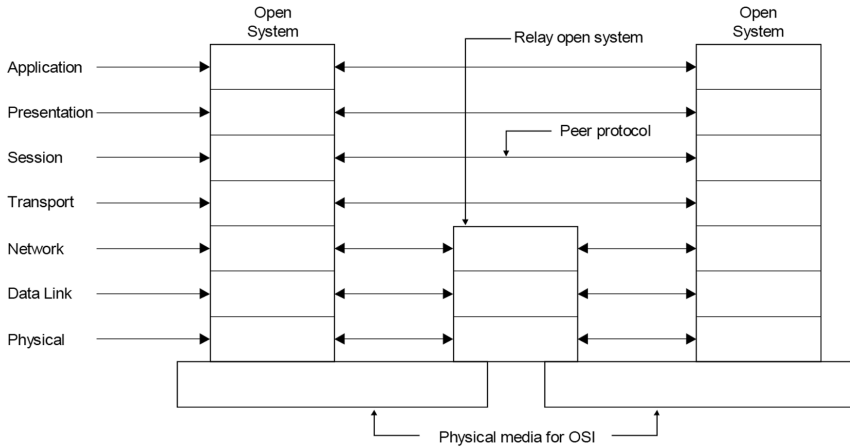 Open
System
Open
System
Relay open system
Application
Presentation
Peer protocol
Session
Transport
Network
Data Link
Physical
Physical media for OSI